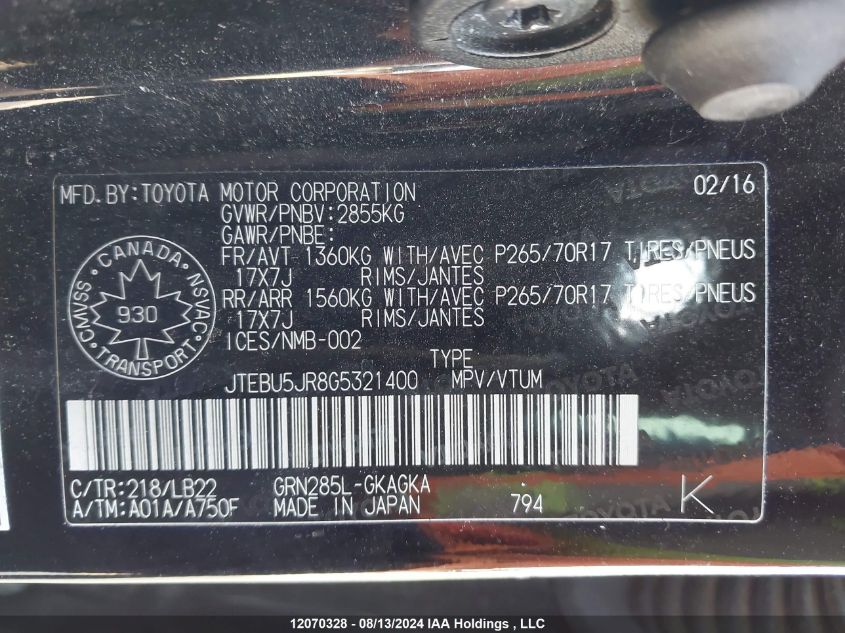 MFD.BY:TOYOTA MOTOR CORPORATION 02/16
GVWR/PNBV:2855KG
GAWR/PNBE:
FR/AVT 1360KG WITH/AVEC P265/70R17 TIRES/PNEUS
17X7J RIMS/JANTES
RR/ARR 1560KG WITH/AVEC P265/70R17 TIRES/PNEUS
17X7J RIMS/JANTES
ICES/NMB-002
CANADA
NSVAC
TRANSPORT
CMVSS
930
TYPE
JTEBU5JR8G5321400 MPV/VTUM
C/TR:218/LB22 GRN285L-GKAGKA
A/TM:A01A/A750F MADE IN JAPAN 794 K
12070328 - 08/13/2024 IAA Holdings , LLC